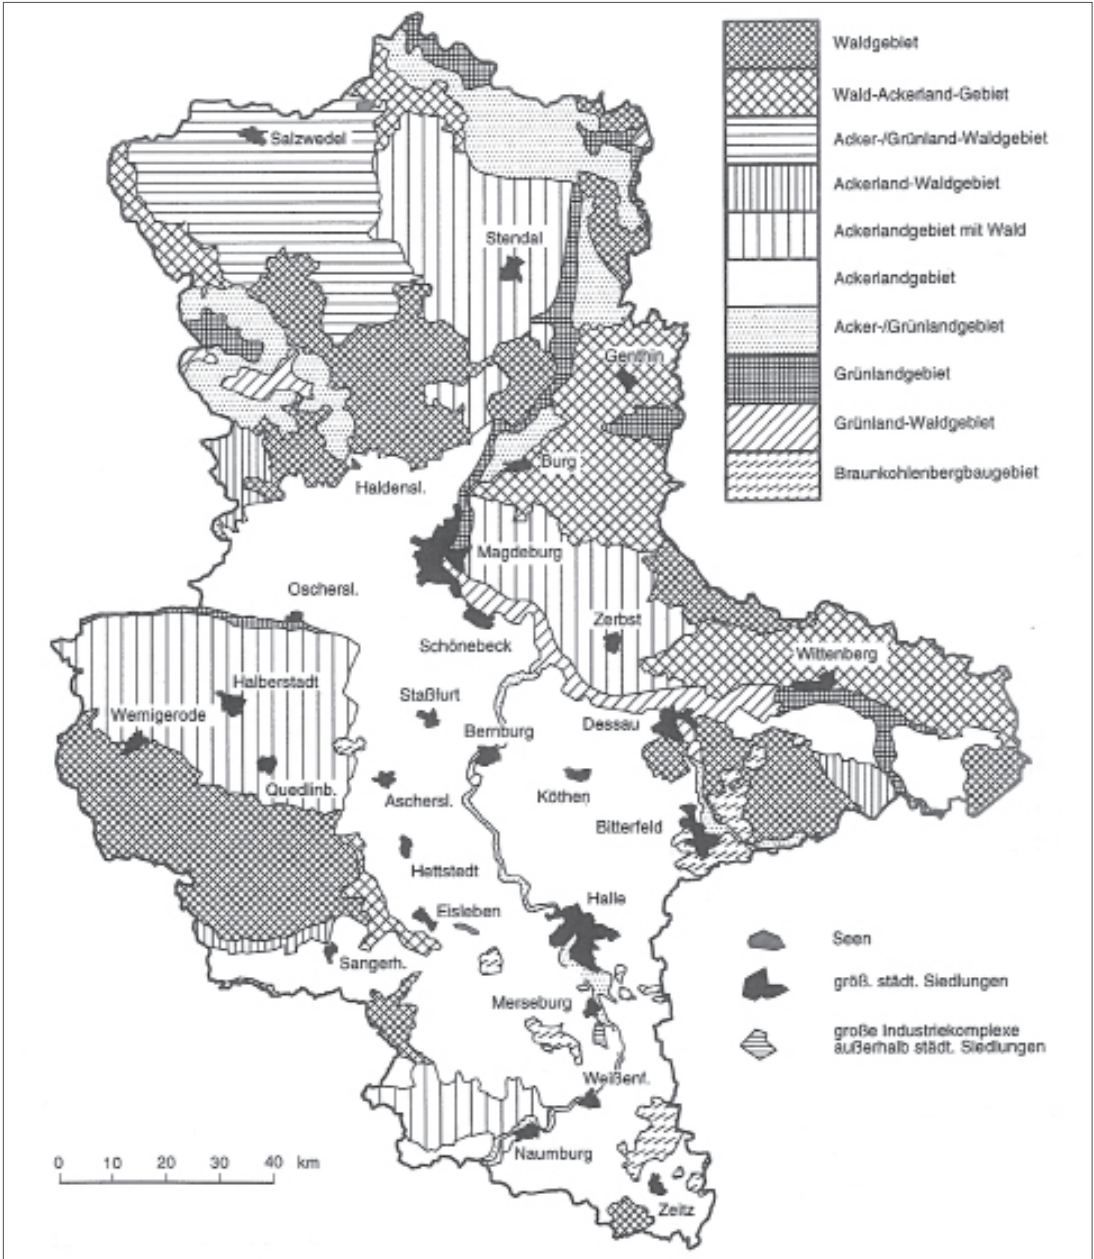 Waldgebiet
Wald-Ackerland-Gebiet
Acker-/Grünland-Waldgebiet
Ackerland-Waldgebiet
Ackerlandgebiet mit Wald
Ackerlandgebiet
Acker-/Grünlandgebiet
Grünlandgebiet
Grünland-Waldgebiet
Braunkohlenbergbaugebiet
Salzwedel
Stendal
Genthin
Burg
Haldensl.
Magdeburg
Oschersl.
Schönebeck
Zerbst
Wittenberg
Halberstadt
Staßfurt
Wernigerode
Dessau
Bernburg
Quedlinb.
Aschersl.
Köthen
Bitterfeld
Hettstedt
Halle
Eisleben
Sangerh.
Merseburg
Weißenf.
Naumburg
Zeitz
Seen
größ. städt. Siedlungen
große Industriekomplexe
außerhalb städt. Siedlungen
0 10 20 30 40 km